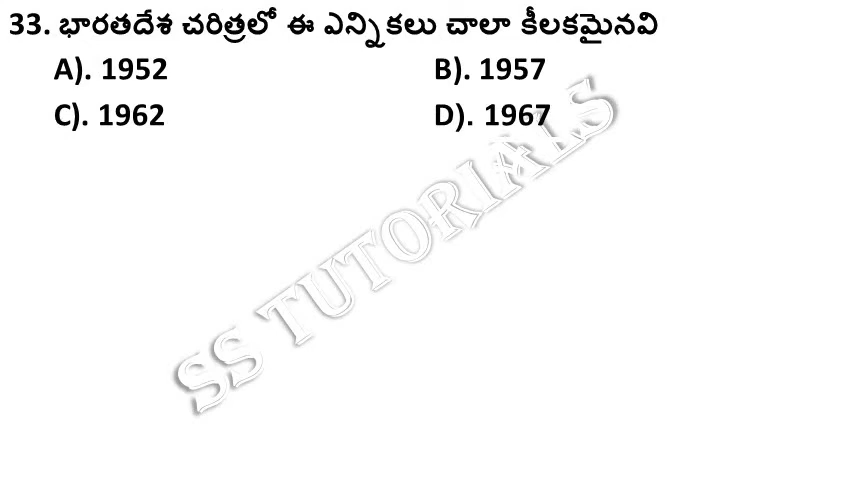 33. భారతదేశ చరిత్రలో ఈ ఎన్నికలు చాలా కీలకమైనవి
A). 1952 B). 1957
C). 1962 D). 1967
SS TUTORIALS